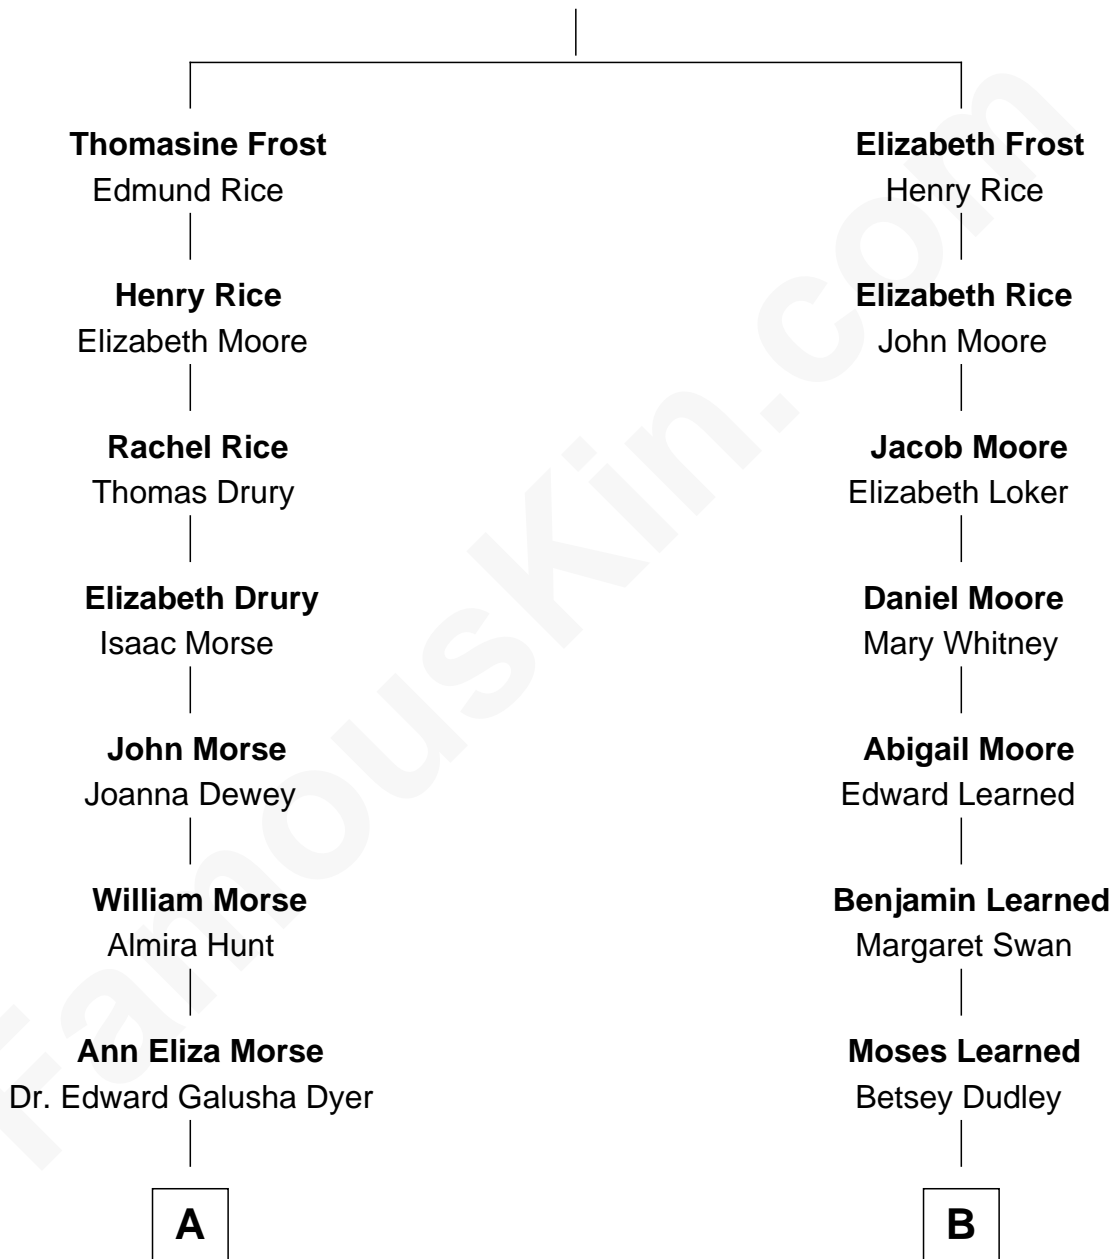 Thomasine Frost
Edmund Rice
Henry Rice
Elizabeth Moore
Rachel Rice
Thomas Drury
Elizabeth Drury
Isaac Morse
John Morse
Joanna Dewey
William Morse
Almira Hunt
Ann Eliza Morse
Dr. Edward Galusha Dyer
A
Elizabeth Frost
Henry Rice
Elizabeth Rice
John Moore
Jacob Moore
Elizabeth Loker
Daniel Moore
Mary Whitney
Abigail Moore
Edward Learned
Benjamin Learned
Margaret Swan
Moses Learned
Betsey Dudley
B
FamousKin.com